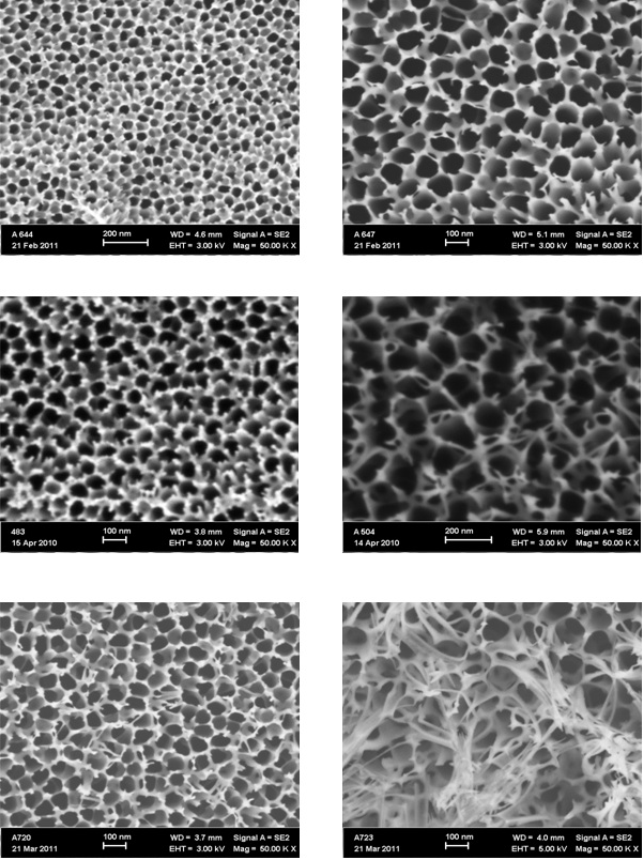 A 644 200 nm WD = 4.6 mm Signal A = SE2
21 Feb 2011 EHT = 3.00 kV Mag = 50.00 K X
A 647 100 nm WD = 5.1 mm Signal A = SE2
21 Feb 2011 EHT = 3.00 kV Mag = 50.00 K X
483 100 nm WD = 3.8 mm Signal A = SE2
15 Apr 2010 EHT = 3.00 kV Mag = 50.00 K X
A 504 200 nm WD = 5.9 mm Signal A = SE2
14 Apr 2010 EHT = 3.00 kV Mag = 50.00 K X
A720 100 nm WD = 3.7 mm Signal A = SE2
21 Mar 2011 EHT = 3.00 kV Mag = 50.00 K X
A723 100 nm WD = 4.0 mm Signal A = SE2
21 Mar 2011 EHT = 5.00 kV Mag = 50.00 K X